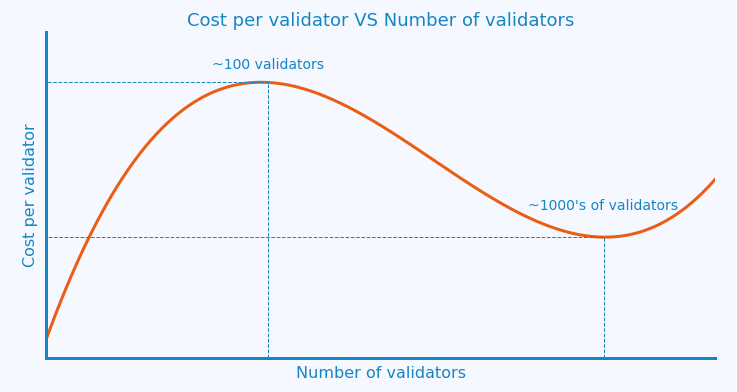 Cost per validator VS Number of validators
~100 validators
~1000's of validators
Cost per validator
Number of validators